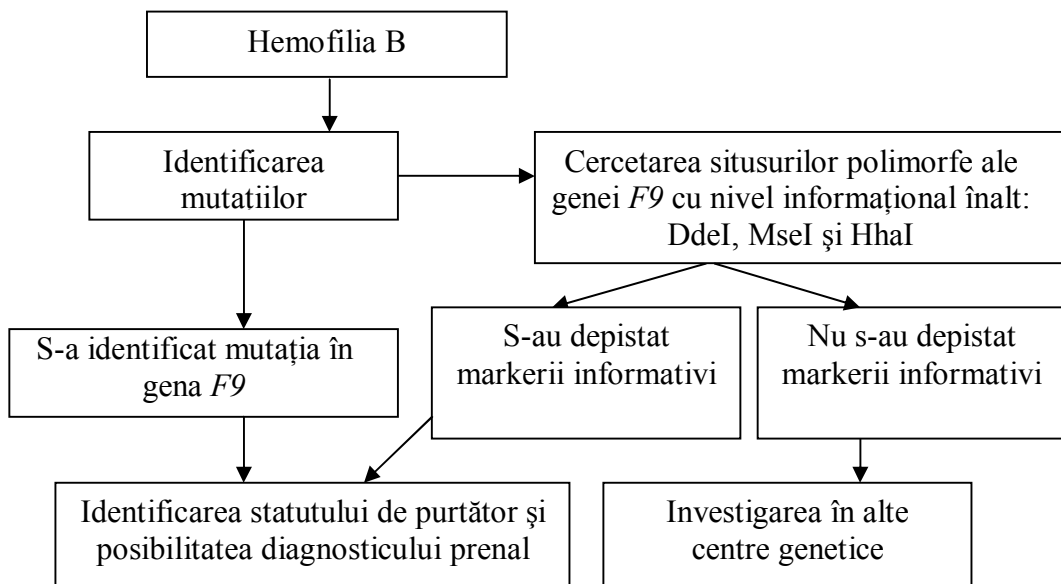 Hemofilia B
Identificarea
mutațiilor
Cercetarea situsurilor polimorfe ale
genei F9 cu nivel informațional înalt:
DdeI, MseI şi HhaI
S-a identificat mutația în
gena F9
S-au depistat
markerii informativi
Nu s-au depistat
markerii informativi
Identificarea statutului de purtător şi
posibilitatea diagnosticului prenal
Investigarea în alte
centre genetice